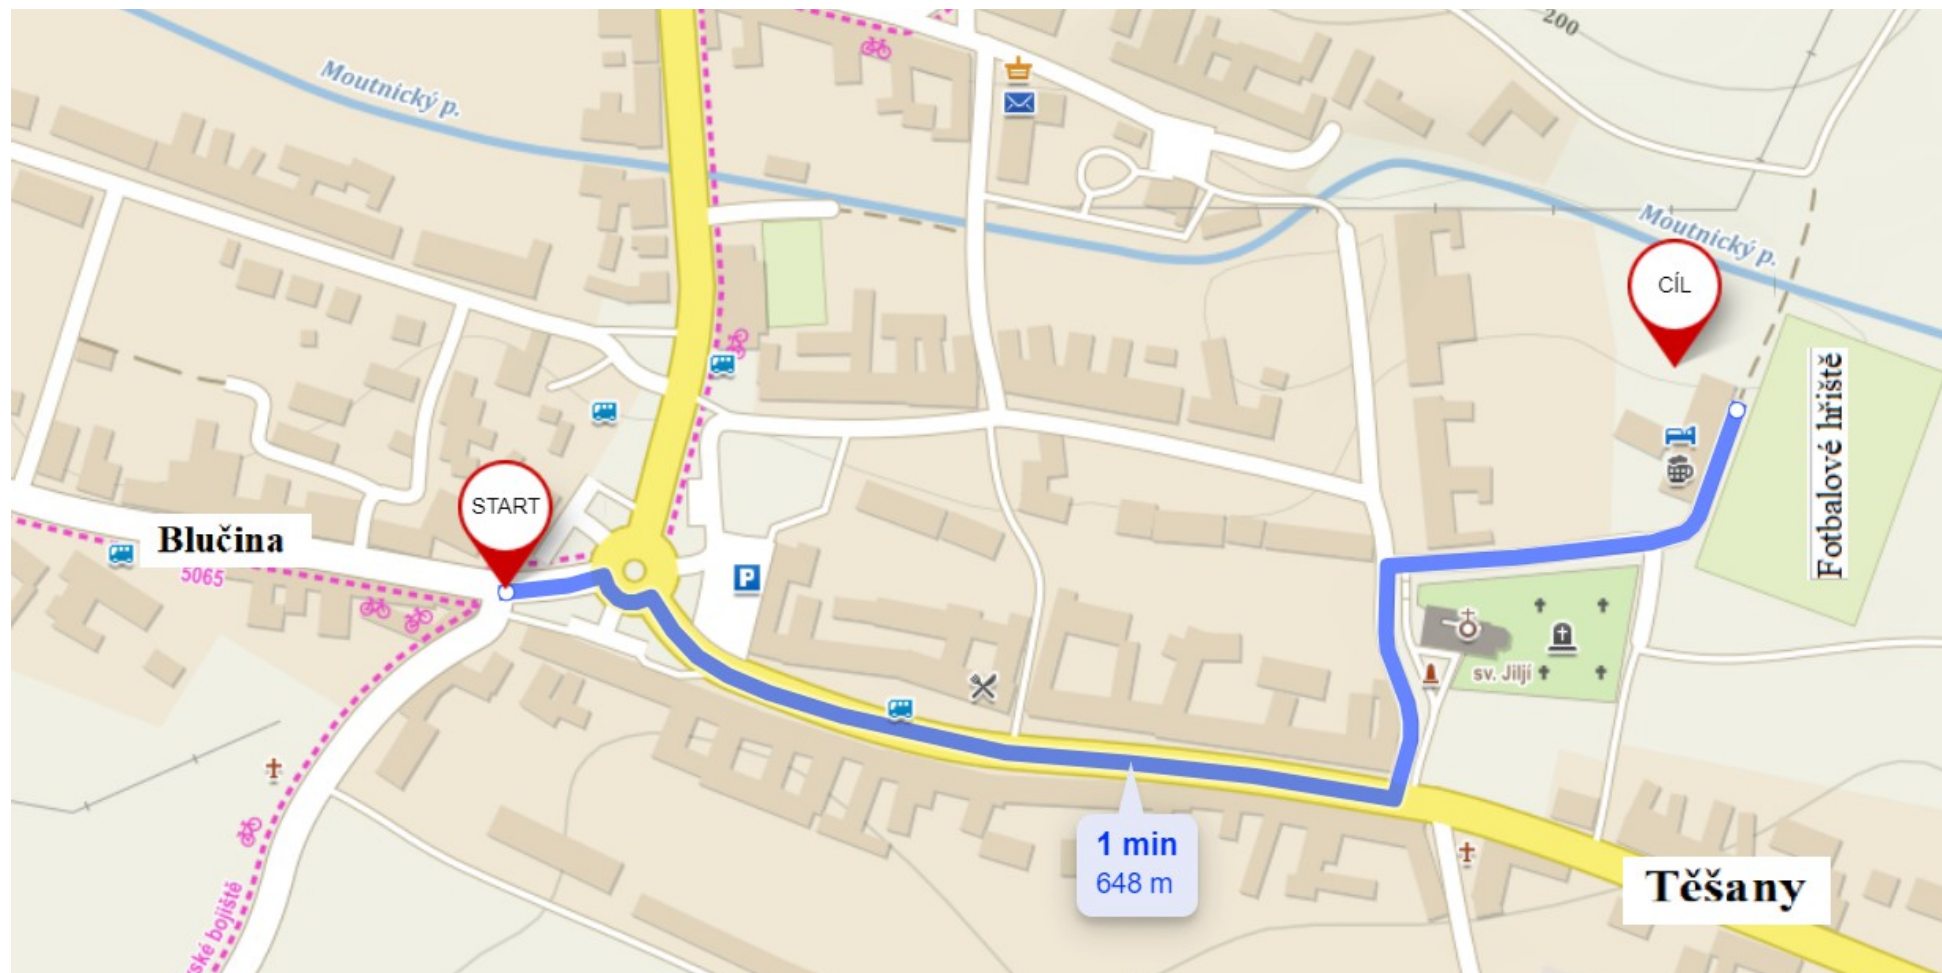 200
Moutnický p.
Moutnický p.
CÍL
Fotbalové hřiště
START
Blučina
5065
P
sv. Jiljí
1 min
648 m
Těšany
ské bojiště